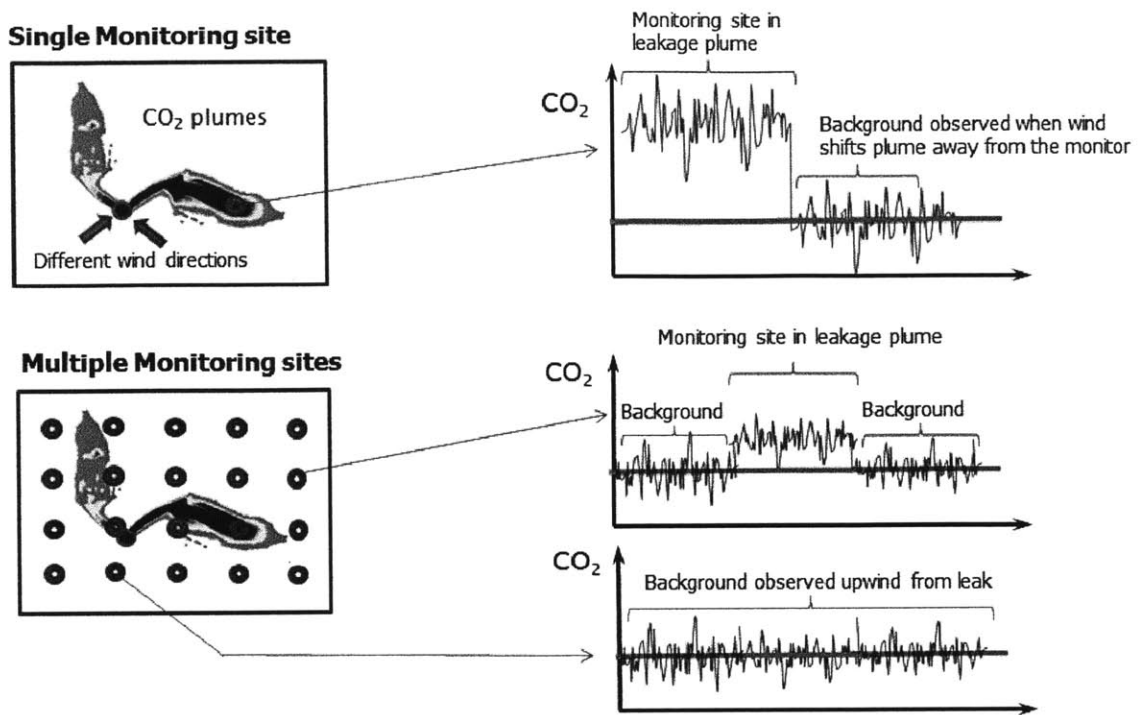 Single Monitoring site
CO₂ plumes
Different wind directions
Monitoring site in
leakage plume
CO₂
Background observed when wind
shifts plume away from the monitor
Multiple Monitoring sites
Monitoring site in leakage plume
CO₂
Background
Background
CO₂
Background observed upwind from leak